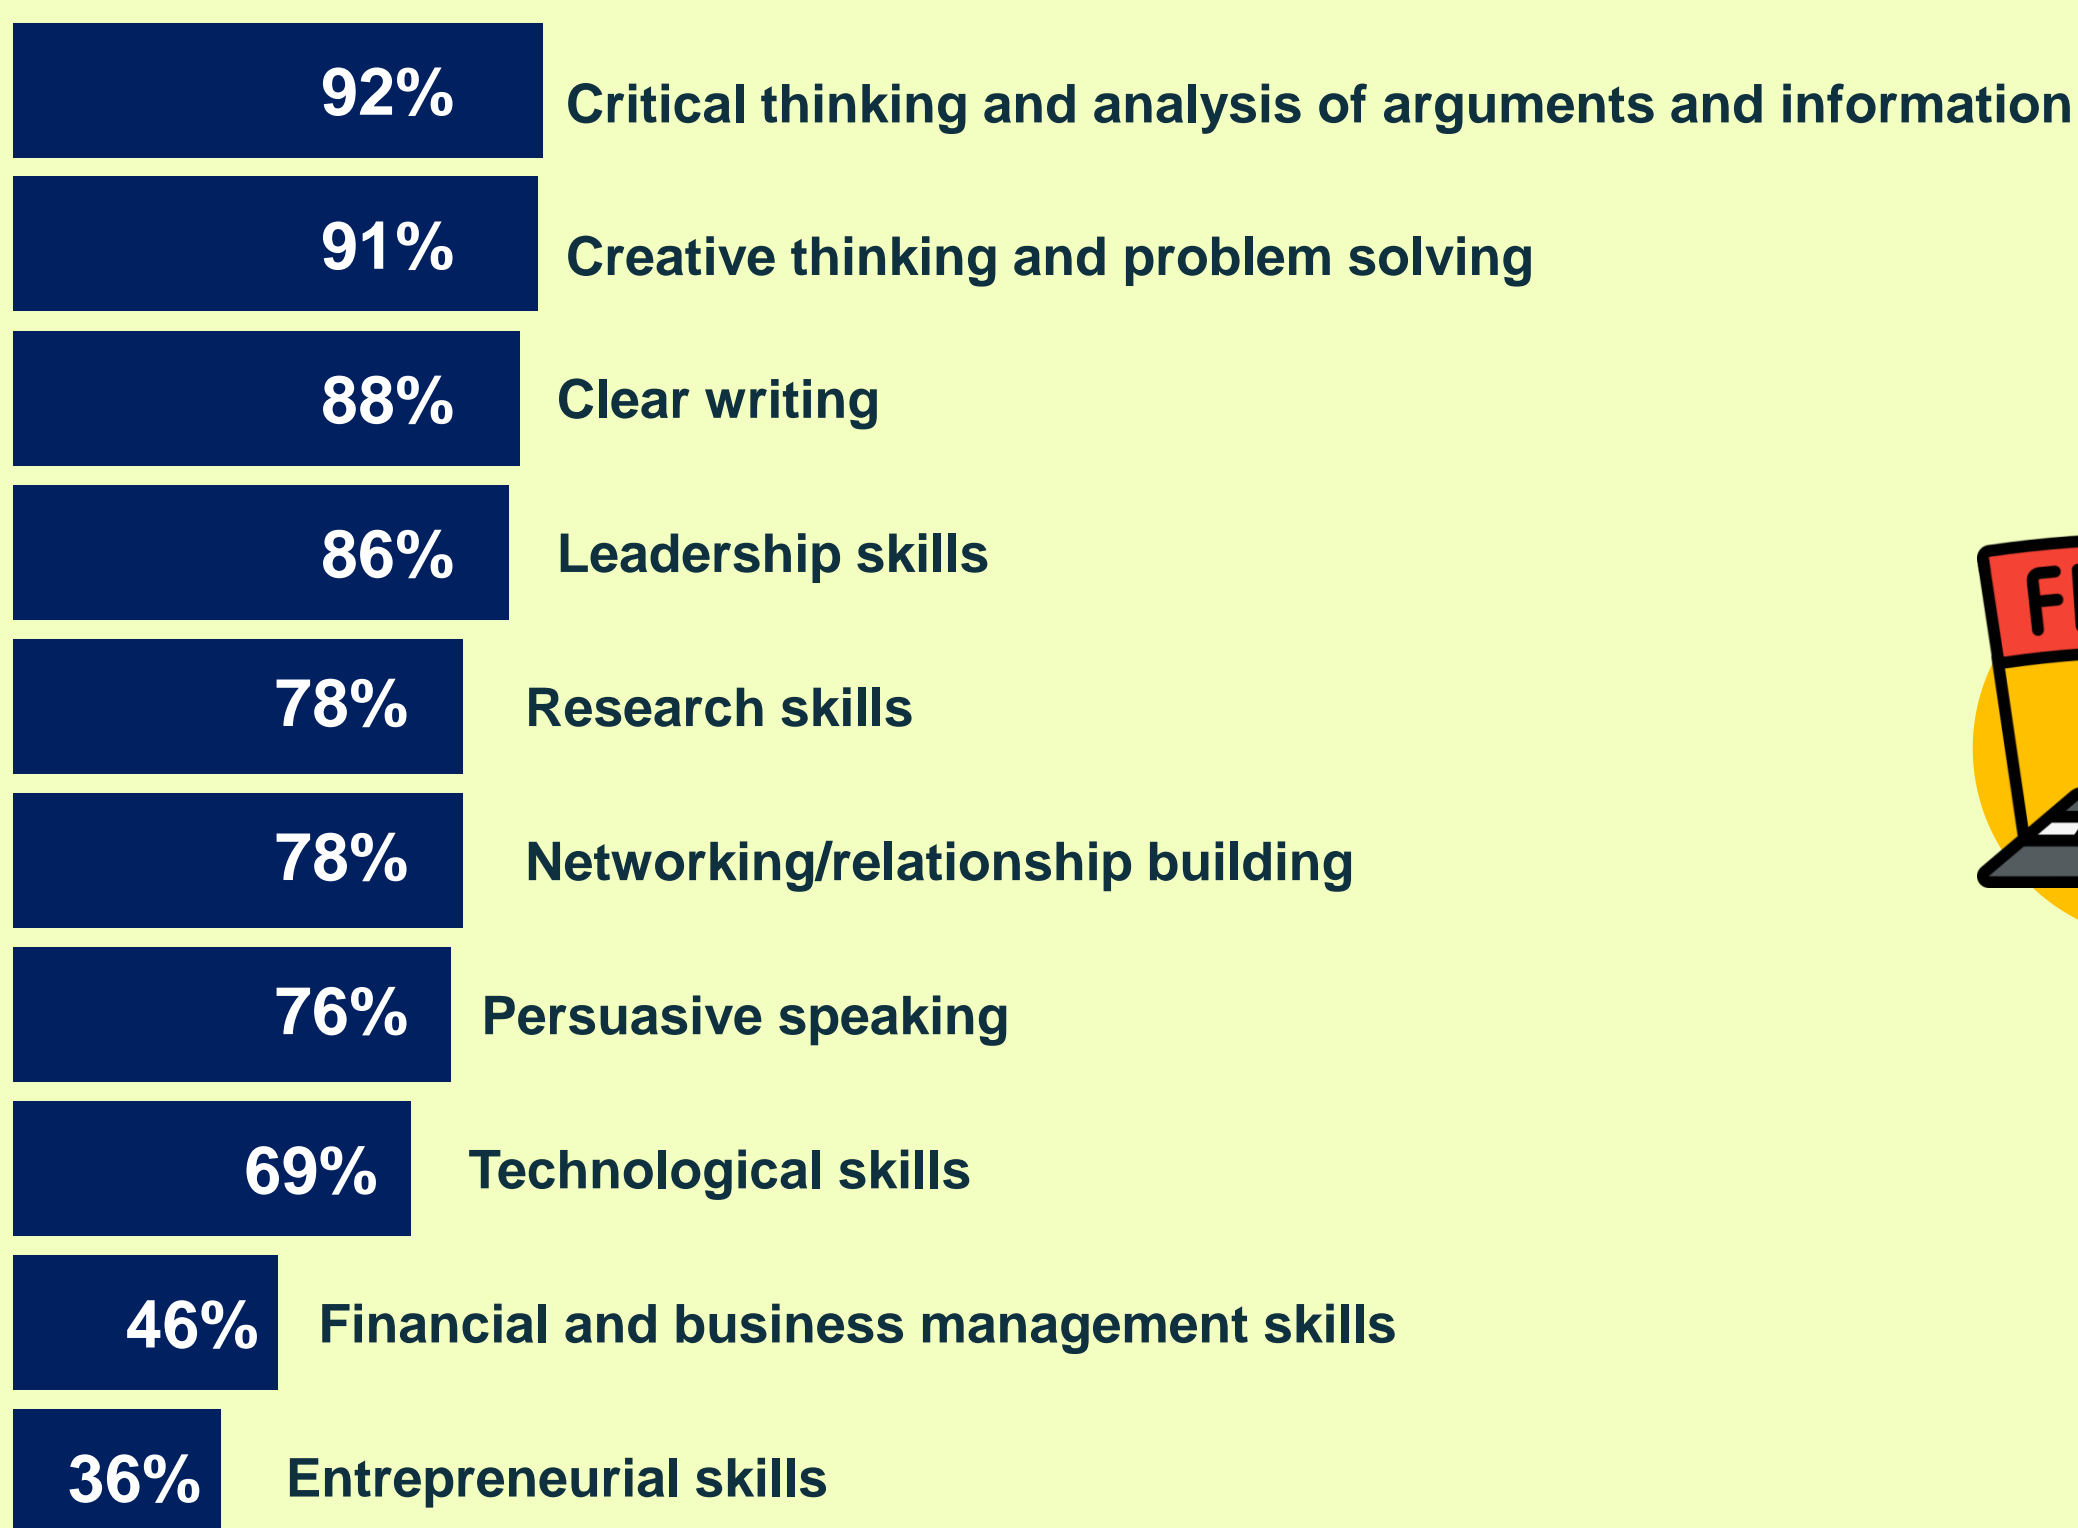 92% Critical thinking and analysis of arguments and information
91% Creative thinking and problem solving
88% Clear writing
86% Leadership skills
78% Research skills
78% Networking/relationship building
76% Persuasive speaking
69% Technological skills
46% Financial and business management skills
36% Entrepreneurial skills